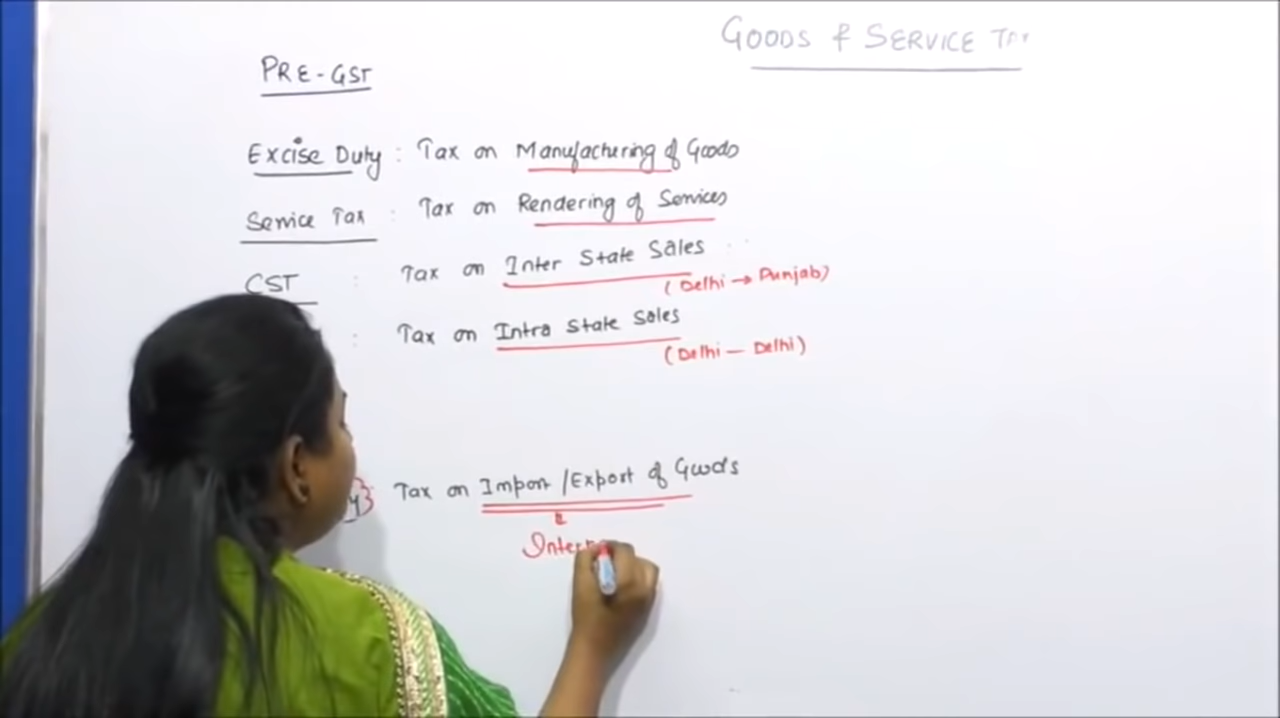 GOODS & SERVICE TAX
PRE-GST
Excise Duty : Tax on Manufacturing of Goods
Service Tax : Tax on Rendering of Services
CST : Tax on Inter State Sales
(Delhi → Punjab)
: Tax on Intra State Sales
(Delhi — Delhi)
y} Tax on Import /Export of Goods
Inter